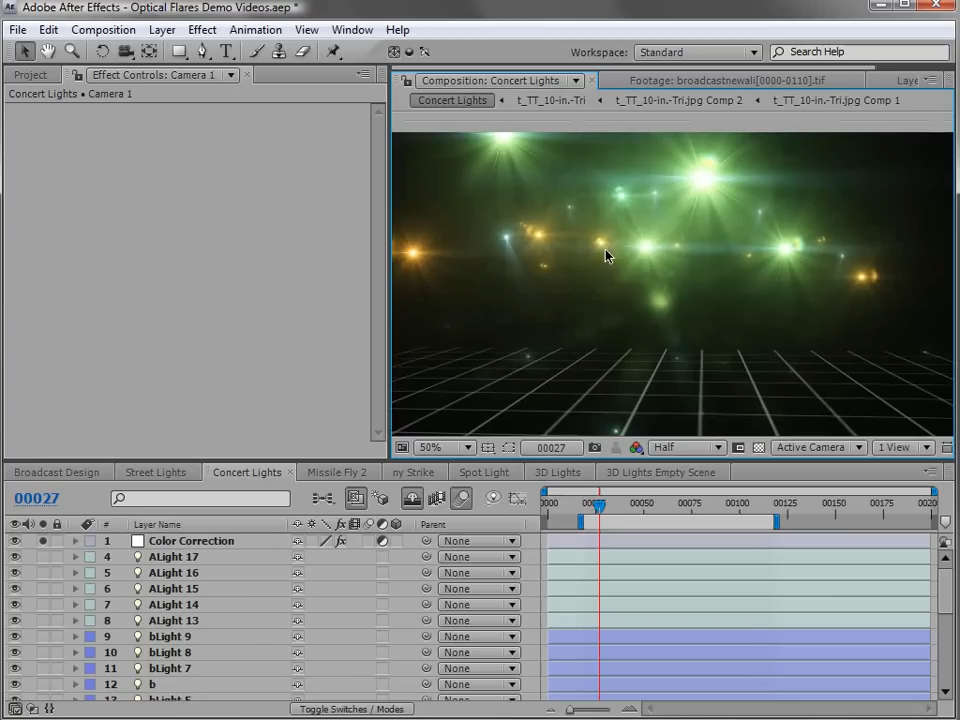 Adobe After Effects - Optical Flares Demo Videos.aep *
File Edit Composition Layer Effect Animation View Window Help
Workspace: Standard Search Help
Project Effect Controls: Camera 1 Composition: Concert Lights Footage: broadcastnewali[0000-0110].tif Laye
Concert Lights • Camera 1 Concert Lights t_TT_10-in.-Tri t_TT_10-in.-Tri.jpg Comp 2 t_TT_10-in.-Tri.jpg Comp 1
50% 00027 Half Active Camera 1 View
Broadcast Design Street Lights Concert Lights Missile Fly 2 ny Strike Spot Light 3D Lights 3D Lights Empty Scene
00027
0000 00050 00075 00100 00125 00150 00175 0020
# Layer Name Parent
1 Color Correction None
4 ALight 17 None
5 ALight 16 None
6 ALight 15 None
7 ALight 14 None
8 ALight 13 None
9 bLight 9 None
10 bLight 8 None
11 bLight 7 None
12 b None
Toggle Switches / Modes